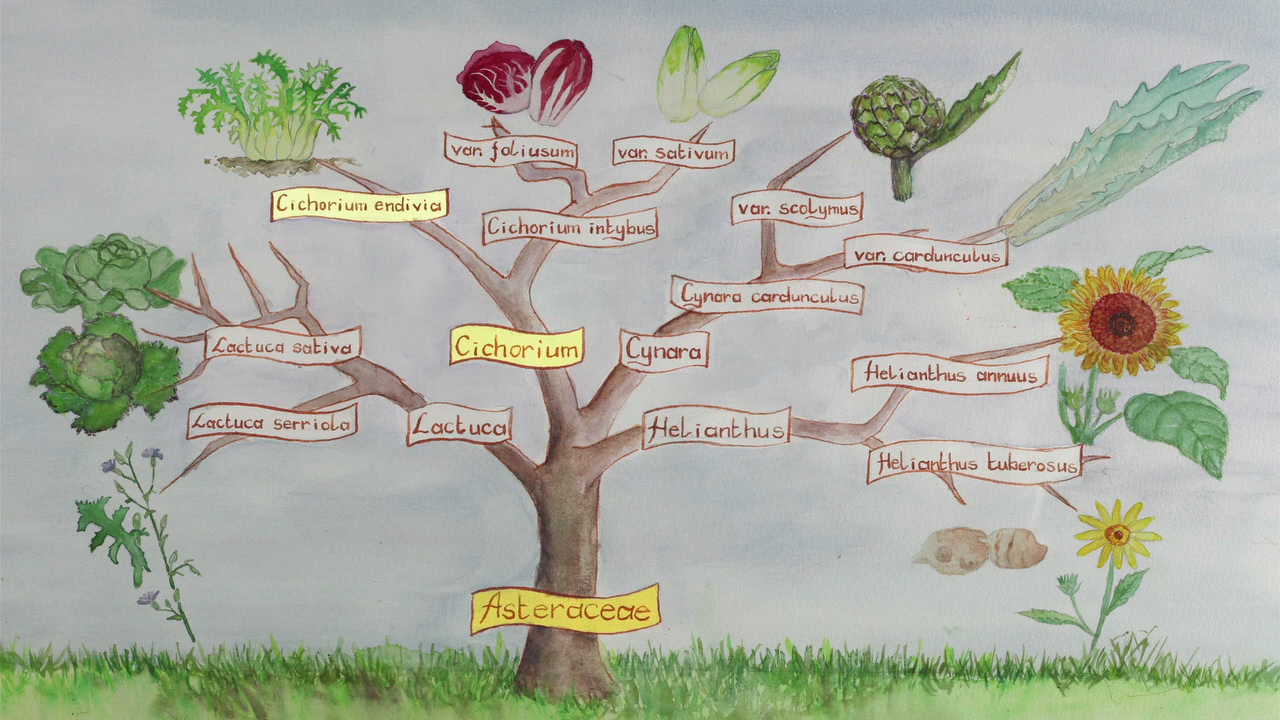 var. foliusum
var. sativum
Cichorium endivia
var. scolymus
Cichorium intybus
var. cardunculus
Cynara cardunculus
Lactuca sativa
Cichorium
Cynara
Helianthus annuus
Lactuca serriola
Lactuca
Helianthus
Helianthus tuberosus
Asteraceae